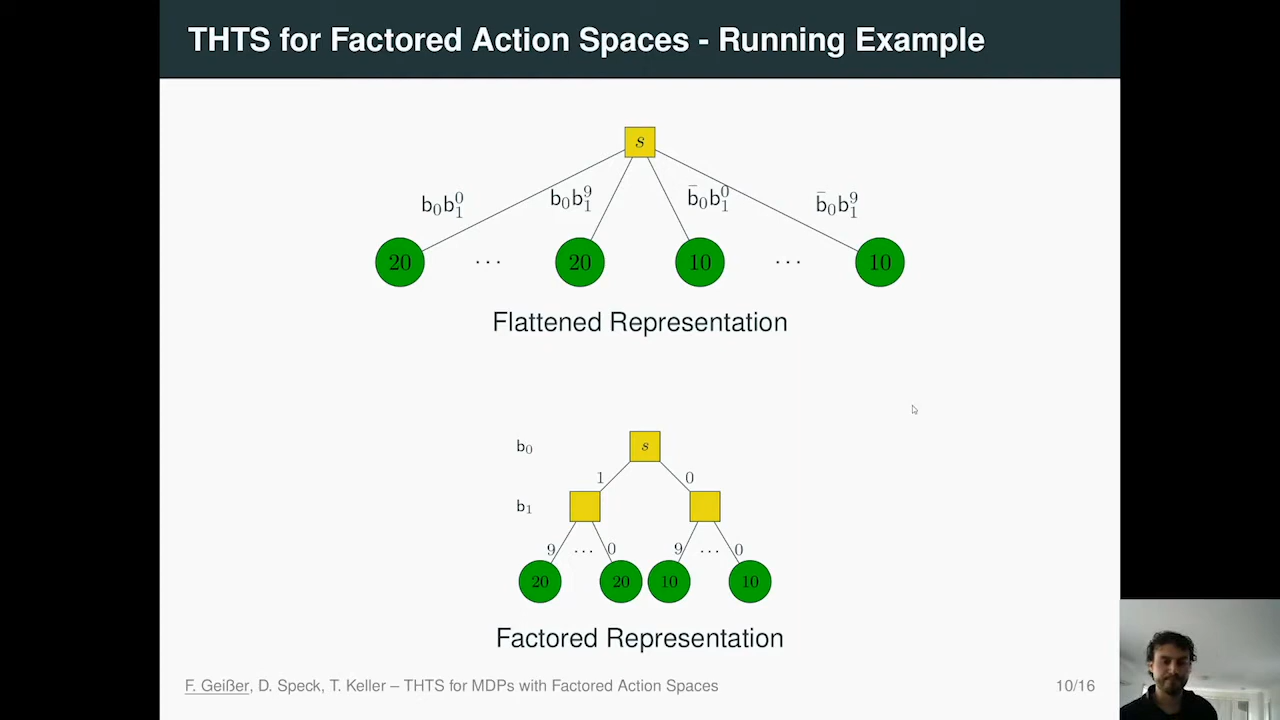 THTS for Factored Action Spaces - Running Example
s
b₀b₁⁰ b₀b₁⁹ b̄₀b₁⁰ b̄₀b₁⁹
20 ··· 20 10 ··· 10
Flattened Representation
b₀ s
1 0
b₁
9 ··· 0 9 ··· 0
20 20 10 10
Factored Representation
F. Geißer, D. Speck, T. Keller – THTS for MDPs with Factored Action Spaces 10/16